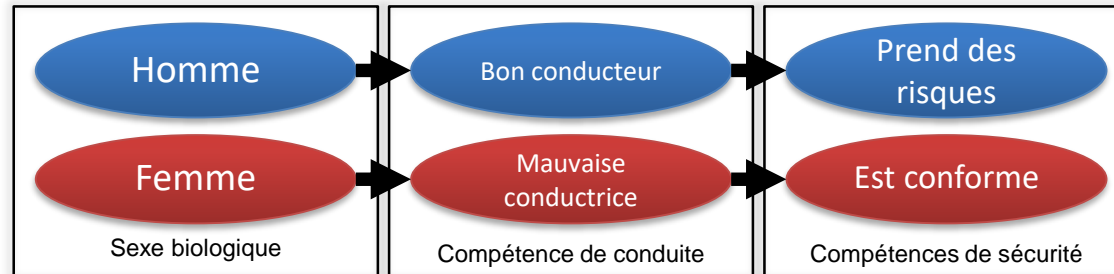 Homme
Bon conducteur
Prend des
risques
Femme
Mauvaise
conductrice
Est conforme
Sexe biologique
Compétence de conduite
Compétences de sécurité